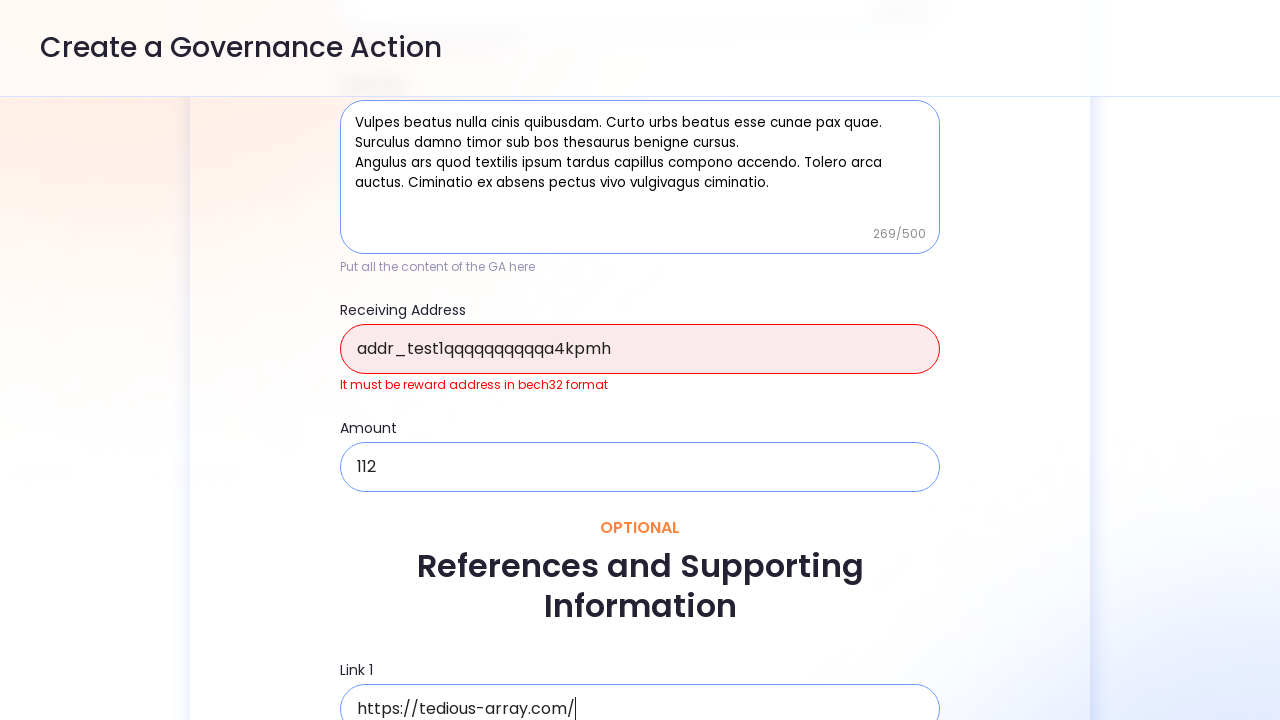 Create a Governance Action
Vulpes beatus nulla cinis quibusdam. Curto urbs beatus esse cunae pax quae.
Surculus damno timor sub bos thesaurus benigne cursus.
Angulus ars quod textilis ipsum tardus capillus compono accendo. Tolero arca
auctus. Ciminatio ex absens pectus vivo vulgivagus ciminatio.
269/500
Put all the content of the GA here
Receiving Address
addr_test1qqqqqqqqqqa4kpmh
It must be reward address in bech32 format
Amount
112
OPTIONAL
References and Supporting
Information
Link 1
https://tedious-array.com/